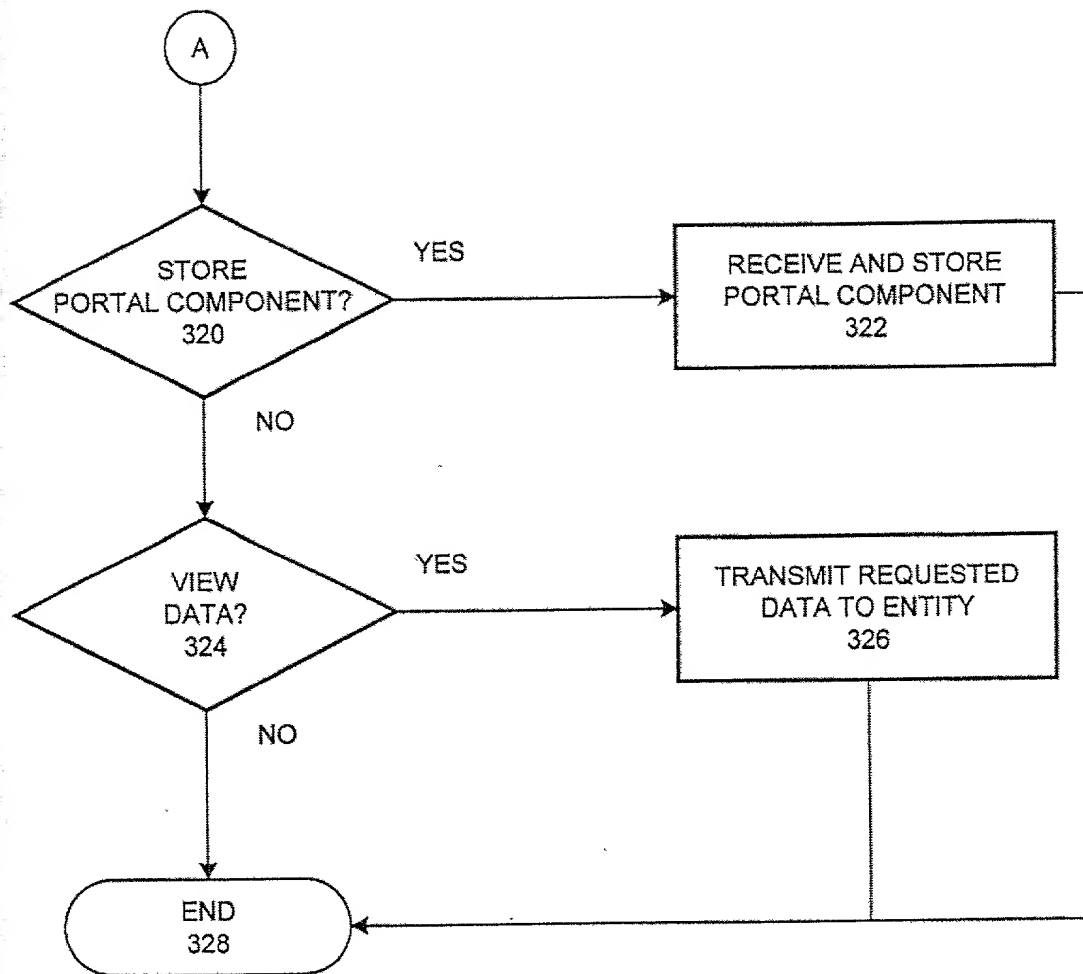 A
STORE
PORTAL COMPONENT?
320
YES
RECEIVE AND STORE
PORTAL COMPONENT
322
NO
VIEW
DATA?
324
YES
TRANSMIT REQUESTED
DATA TO ENTITY
326
NO
END
328